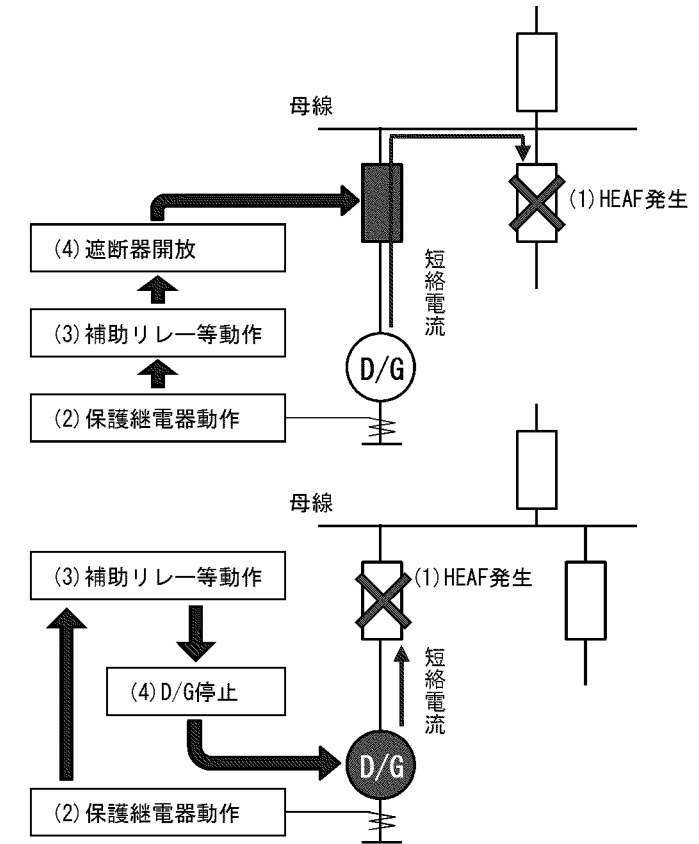 母線
(1)HEAF発生
(4)遮断器開放
短絡電流
(3)補助リレー等動作
D/G
(2)保護継電器動作
母線
(3)補助リレー等動作
(1)HEAF発生
短絡電流
(4)D/G停止
D/G
(2)保護継電器動作